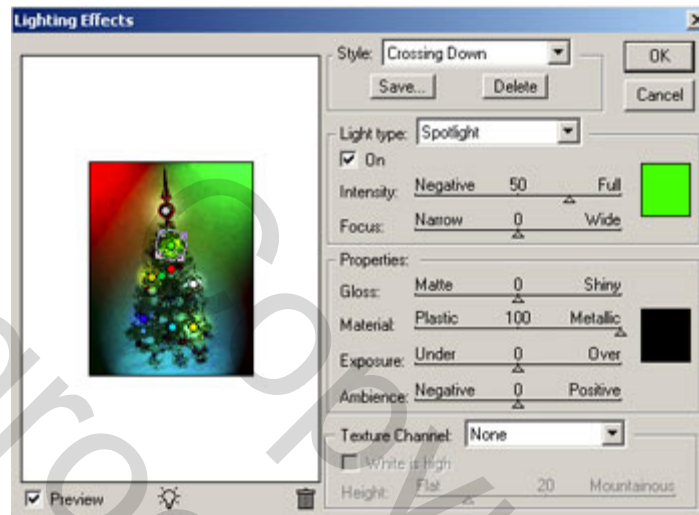 Lighting Effects
Style: Crossing Down
OK
Save... Delete
Cancel
Light type: Spotlight
On
Intensity: Negative 50 Full
Focus: Narrow 0 Wide
Properties:
Gloss: Matte 0 Shiny
Material: Plastic 100 Metallic
Exposure: Under 0 Over
Ambience: Negative 0 Positive
Texture Channel: None
White is high
Height: Flat 20 Mountainous
Preview